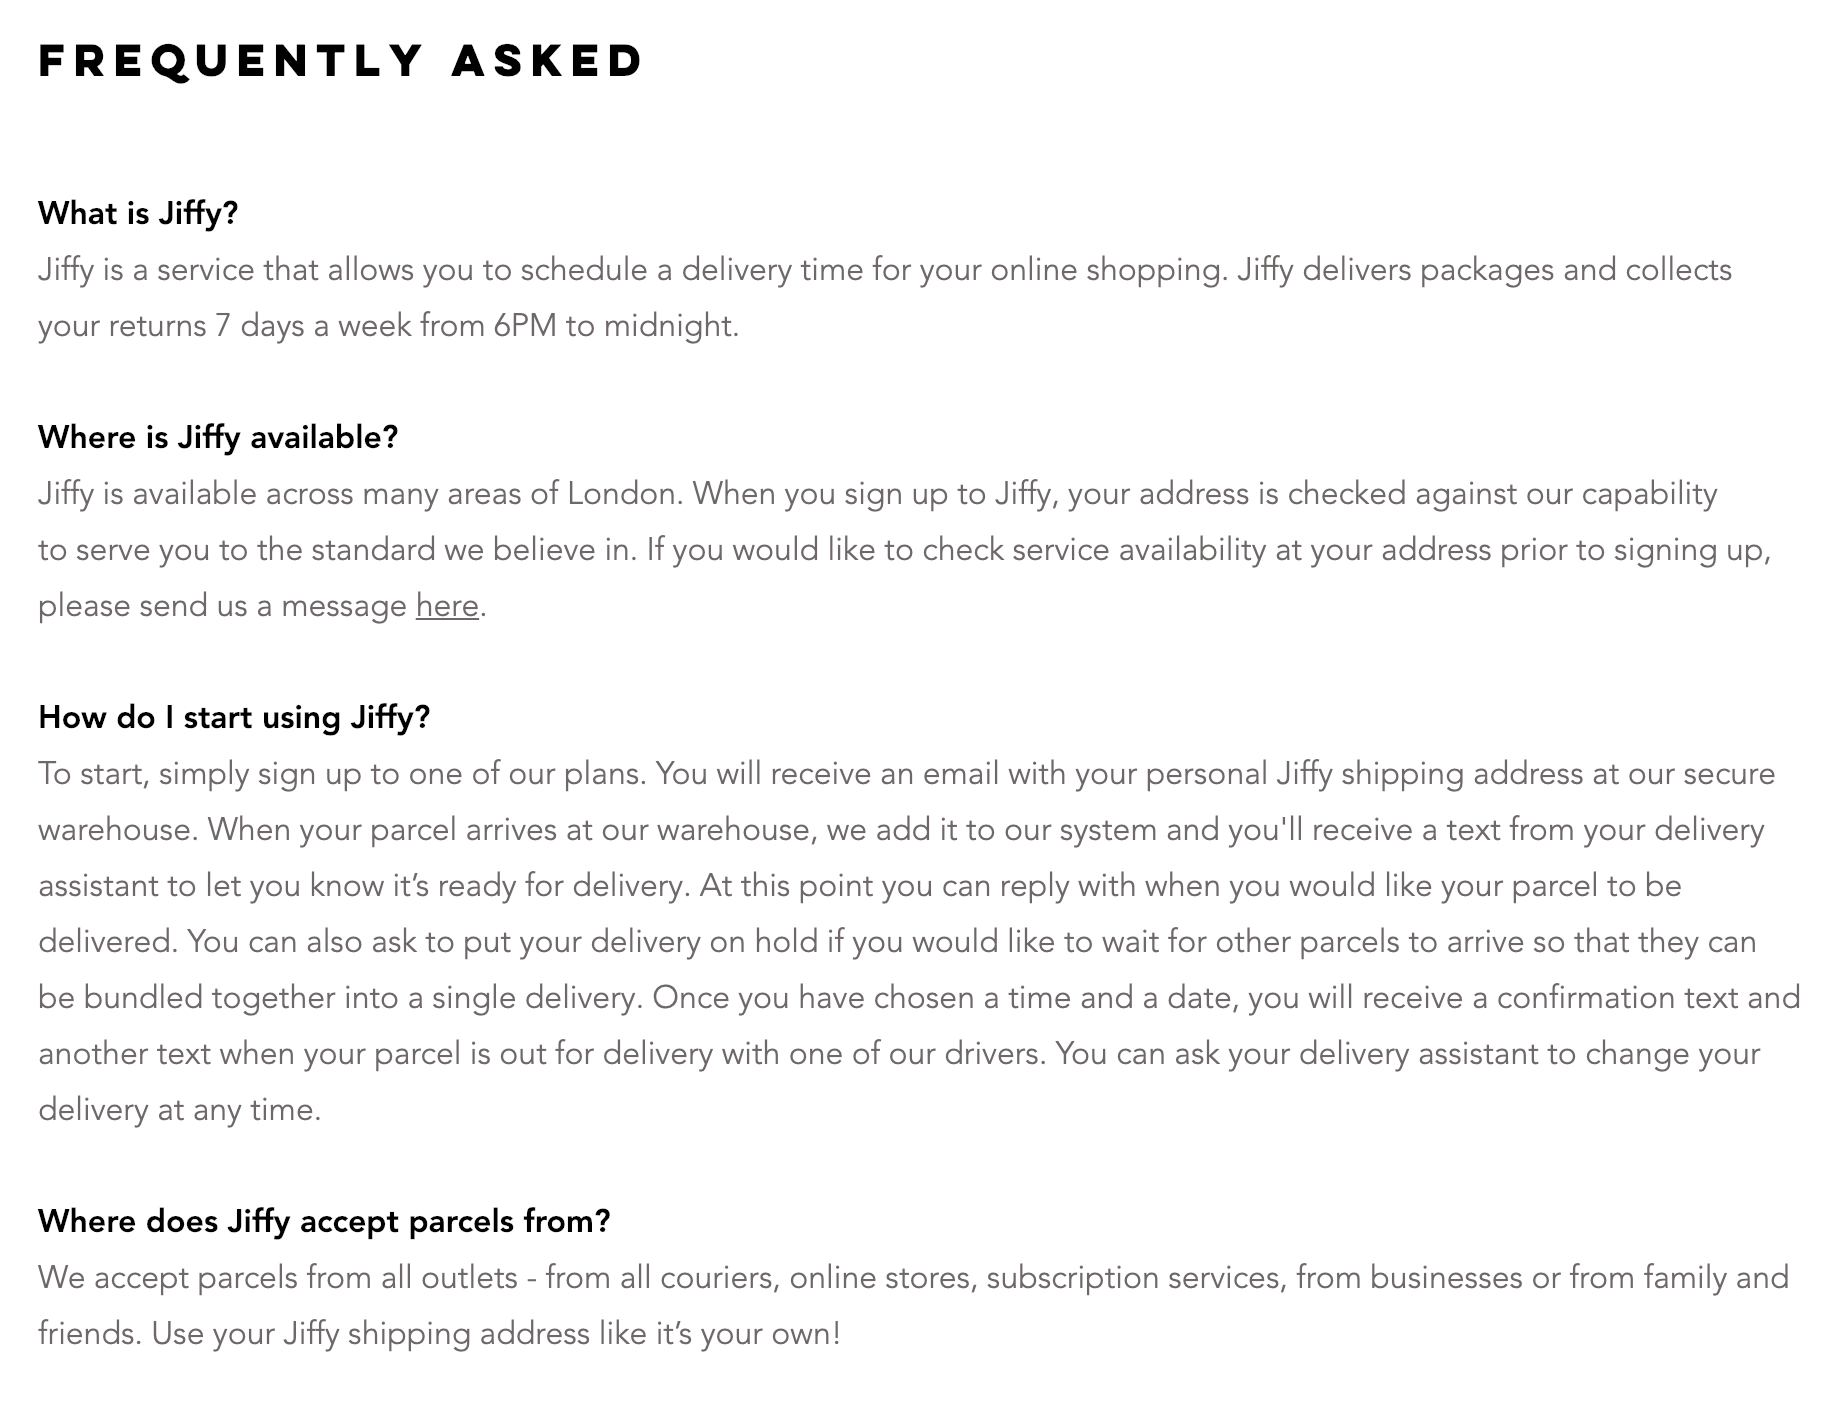 FREQUENTLY ASKED
What is Jiffy?
Jiffy is a service that allows you to schedule a delivery time for your online shopping. Jiffy delivers packages and collects
your returns 7 days a week from 6PM to midnight.
Where is Jiffy available?
Jiffy is available across many areas of London. When you sign up to Jiffy, your address is checked against our capability
to serve you to the standard we believe in. If you would like to check service availability at your address prior to signing up,
please send us a message here.
How do I start using Jiffy?
To start, simply sign up to one of our plans. You will receive an email with your personal Jiffy shipping address at our secure
warehouse. When your parcel arrives at our warehouse, we add it to our system and you'll receive a text from your delivery
assistant to let you know it’s ready for delivery. At this point you can reply with when you would like your parcel to be
delivered. You can also ask to put your delivery on hold if you would like to wait for other parcels to arrive so that they can
be bundled together into a single delivery. Once you have chosen a time and a date, you will receive a confirmation text and
another text when your parcel is out for delivery with one of our drivers. You can ask your delivery assistant to change your
delivery at any time.
Where does Jiffy accept parcels from?
We accept parcels from all outlets - from all couriers, online stores, subscription services, from businesses or from family and
friends. Use your Jiffy shipping address like it’s your own!